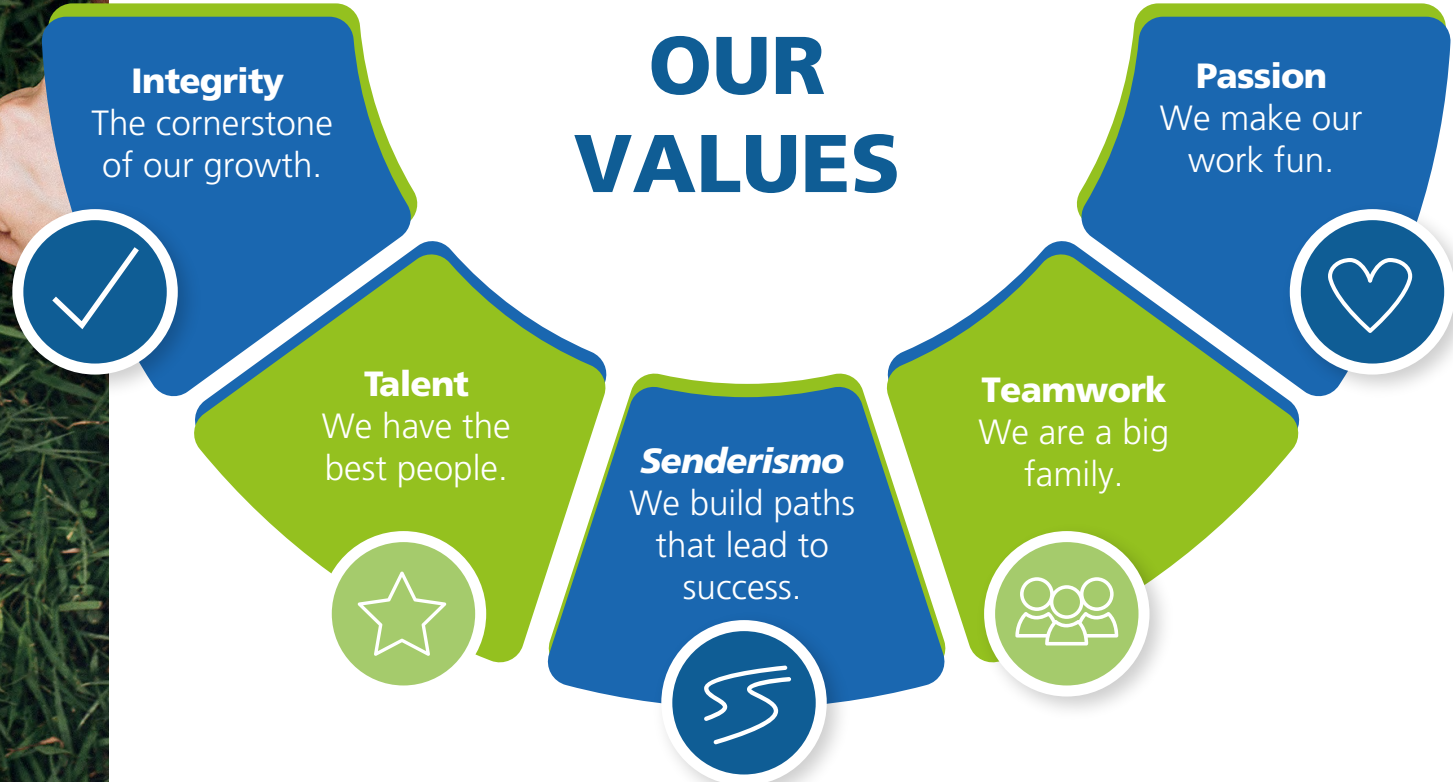 OUR
VALUES
Integrity
The cornerstone
of our growth.
Talent
We have the
best people.
Senderismo
We build paths
that lead to
success.
Teamwork
We are a big
family.
Passion
We make our
work fun.